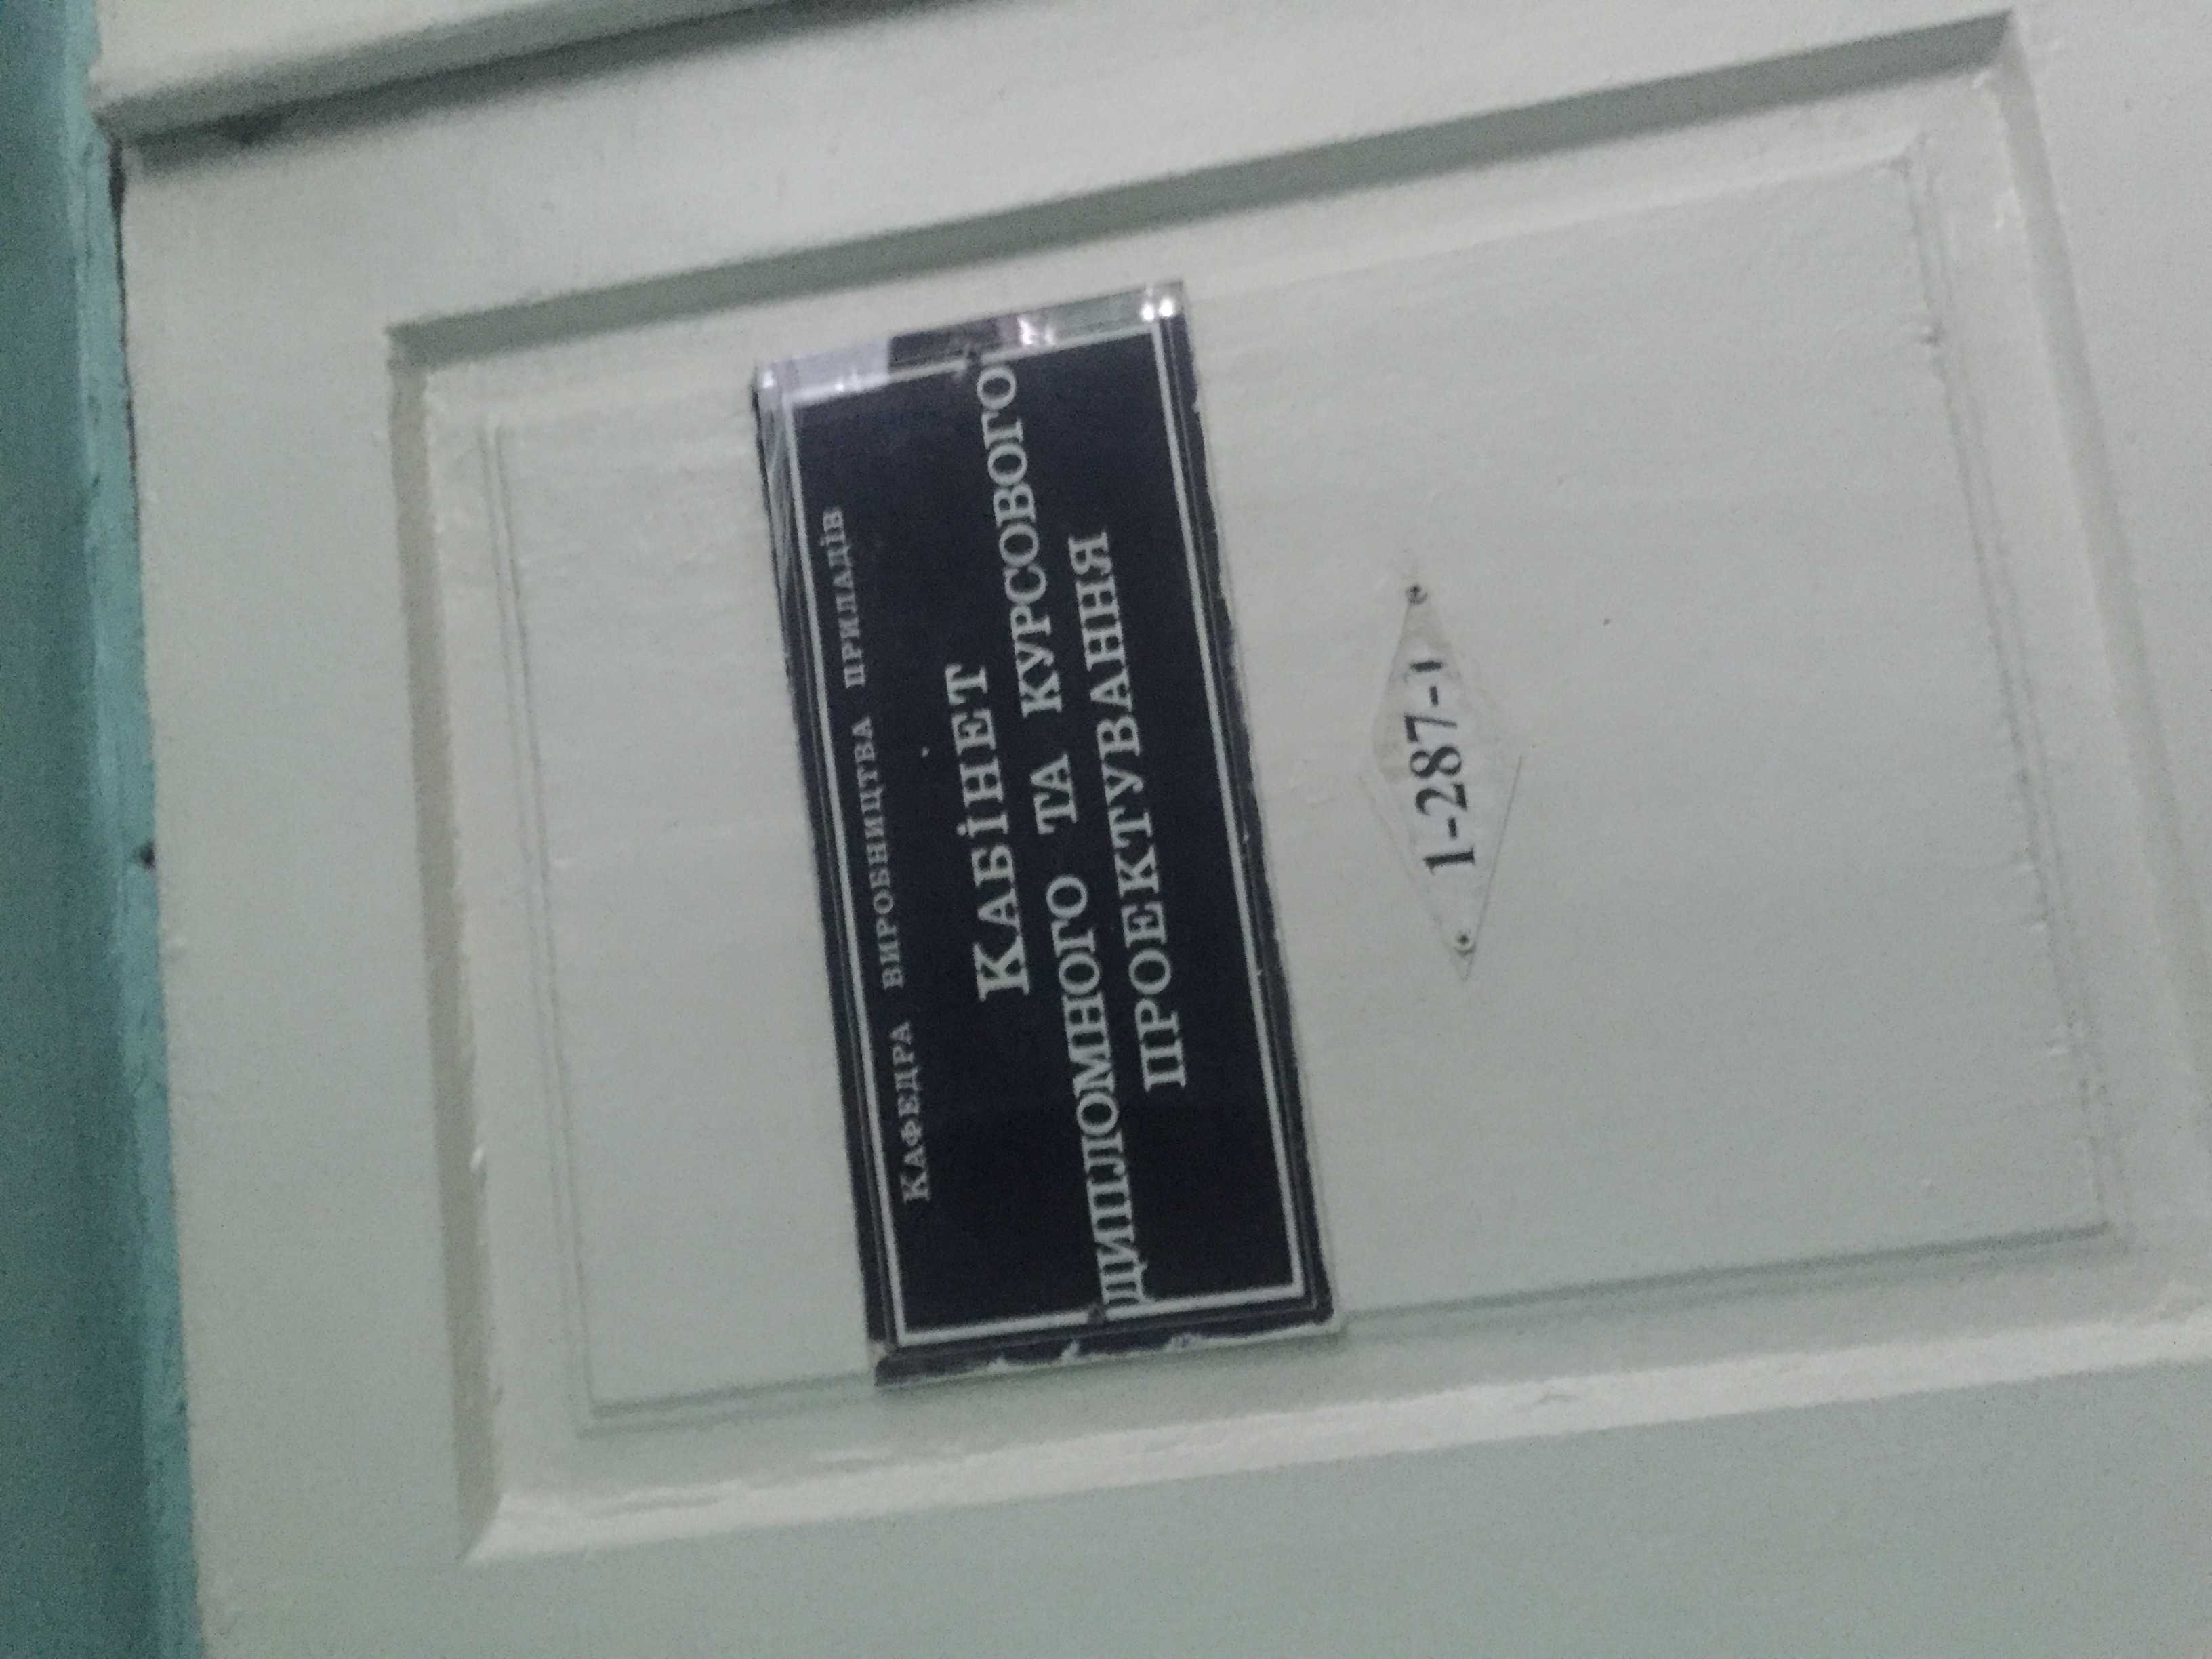 Кафедра виробництва приладів
Кабінет
дипломного та курсового
проектування
1-287-1